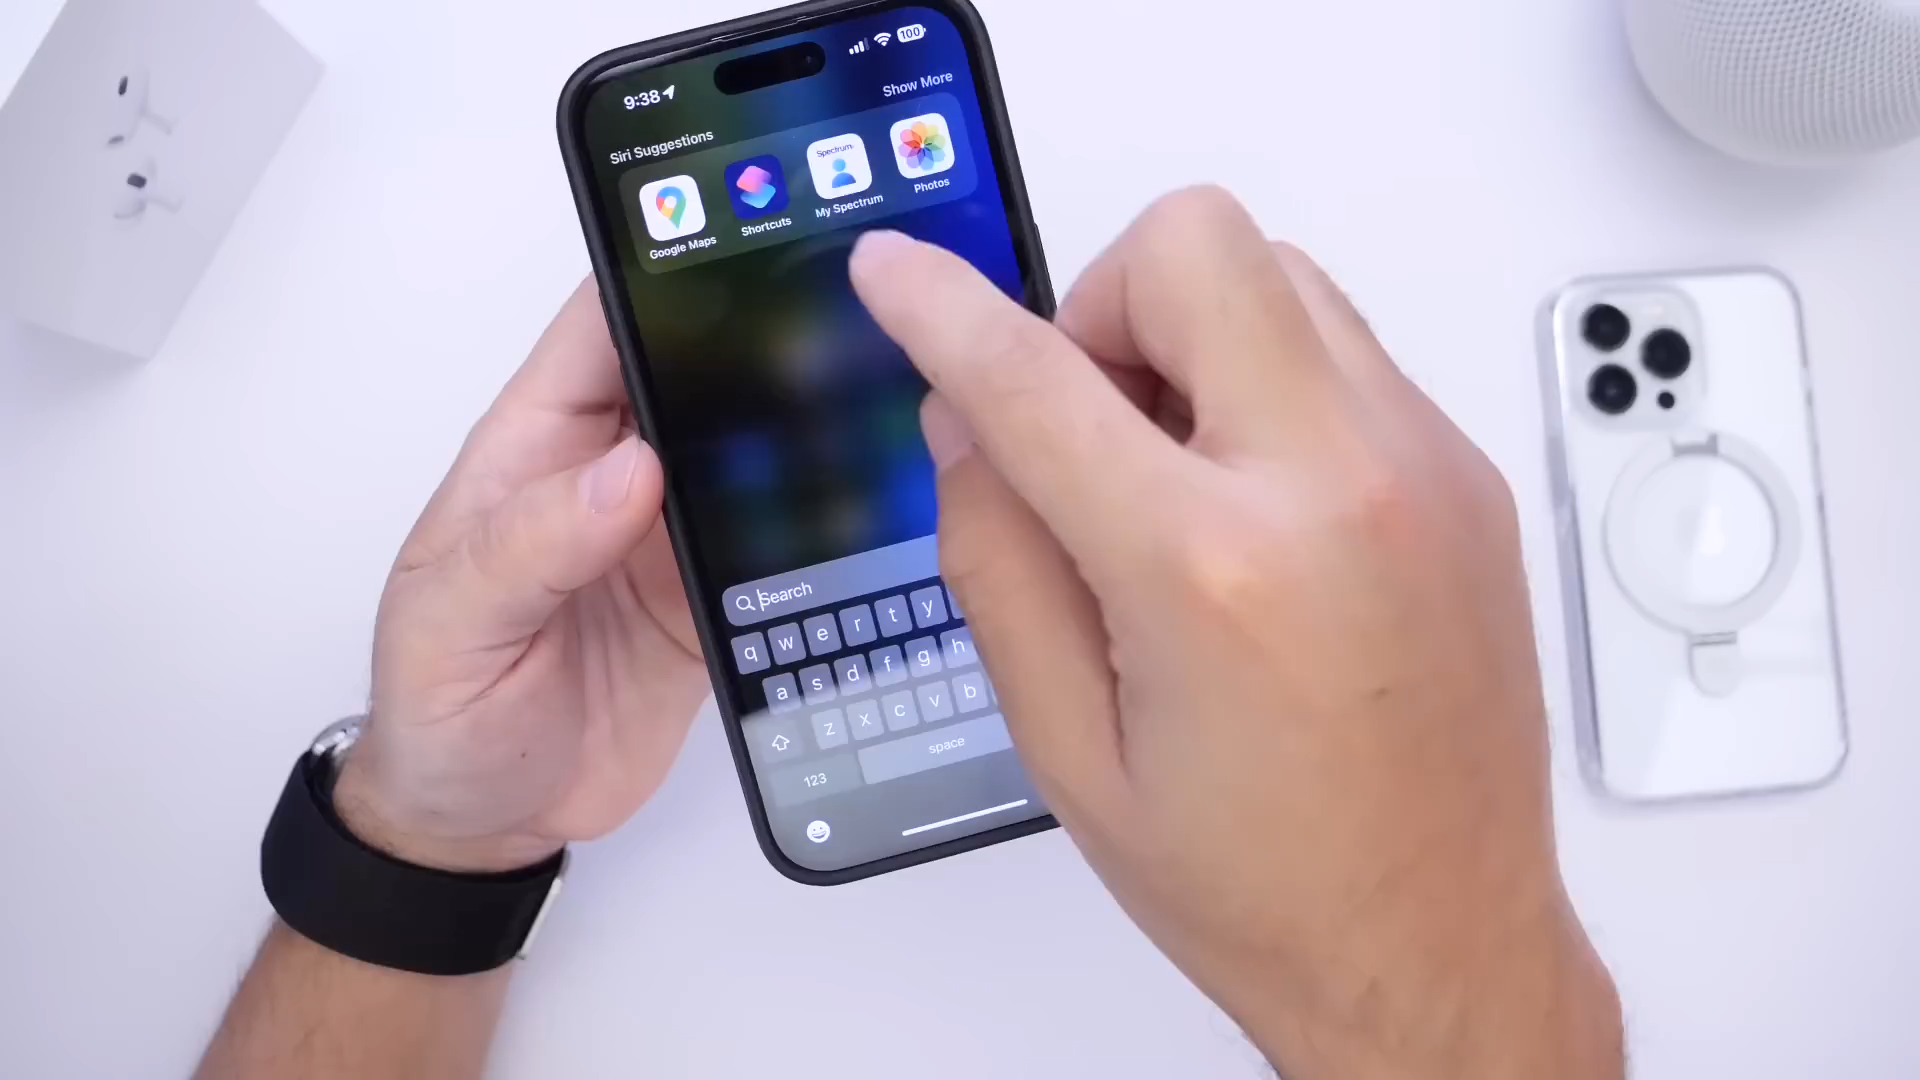 9:38
100
Show More
Siri Suggestions
Spectrum
Google Maps
Shortcuts
My Spectrum
Photos
Search
q w e r t y
a s d f g h
z x c v b
123
space